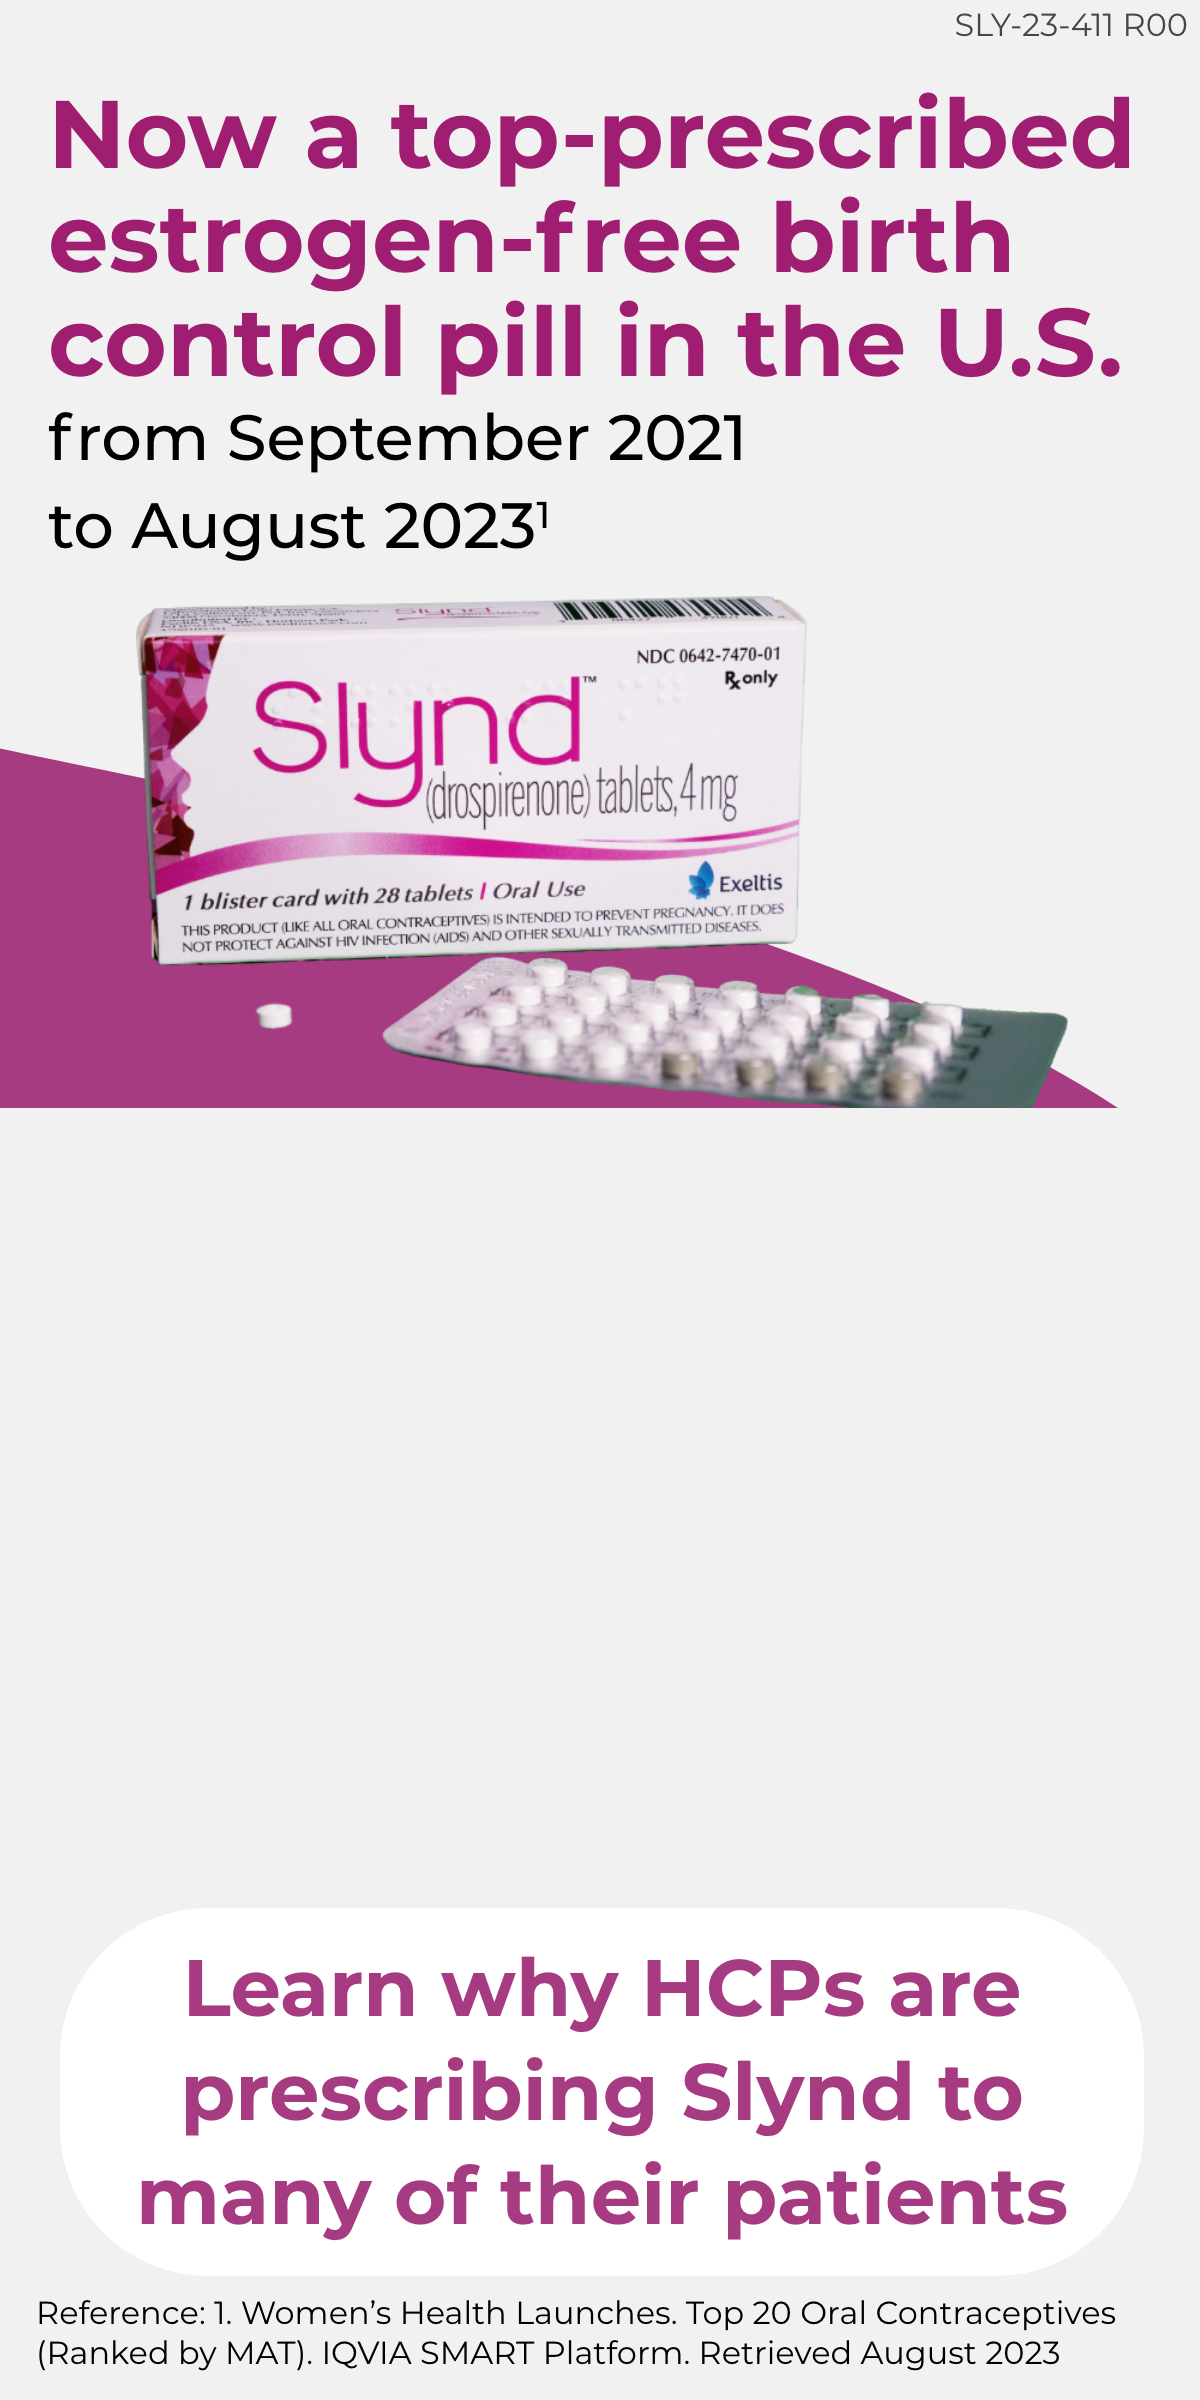 SLY-23-411 R00
Now a top-prescribed
estrogen-free birth
control pill in the U.S.
from September 2021
to August 2023¹
Slynd
NDC 0642-7470-01
Rx only
Slynd™
(drospirenone) tablets, 4 mg
1 blister card with 28 tablets | Oral Use
Exeltis
THIS PRODUCT (LIKE ALL ORAL CONTRACEPTIVES) IS INTENDED TO PREVENT PREGNANCY. IT DOES
NOT PROTECT AGAINST HIV INFECTION (AIDS) AND OTHER SEXUALLY TRANSMITTED DISEASES.
Learn why HCPs are
prescribing Slynd to
many of their patients
Reference: 1. Women’s Health Launches. Top 20 Oral Contraceptives
(Ranked by MAT). IQVIA SMART Platform. Retrieved August 2023